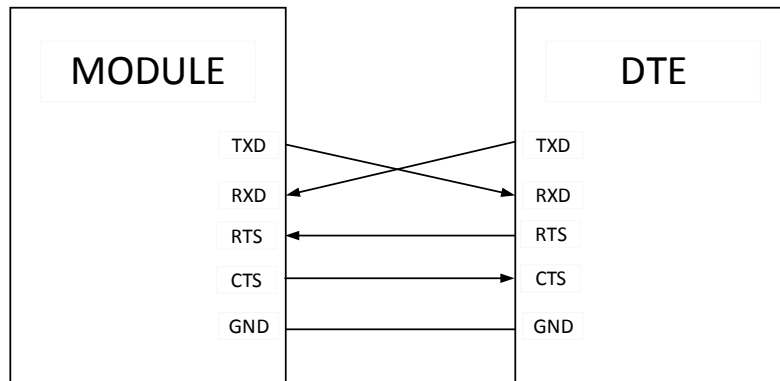 MODULE
DTE
TXD
TXD
RXD
RXD
RTS
RTS
CTS
CTS
GND
GND